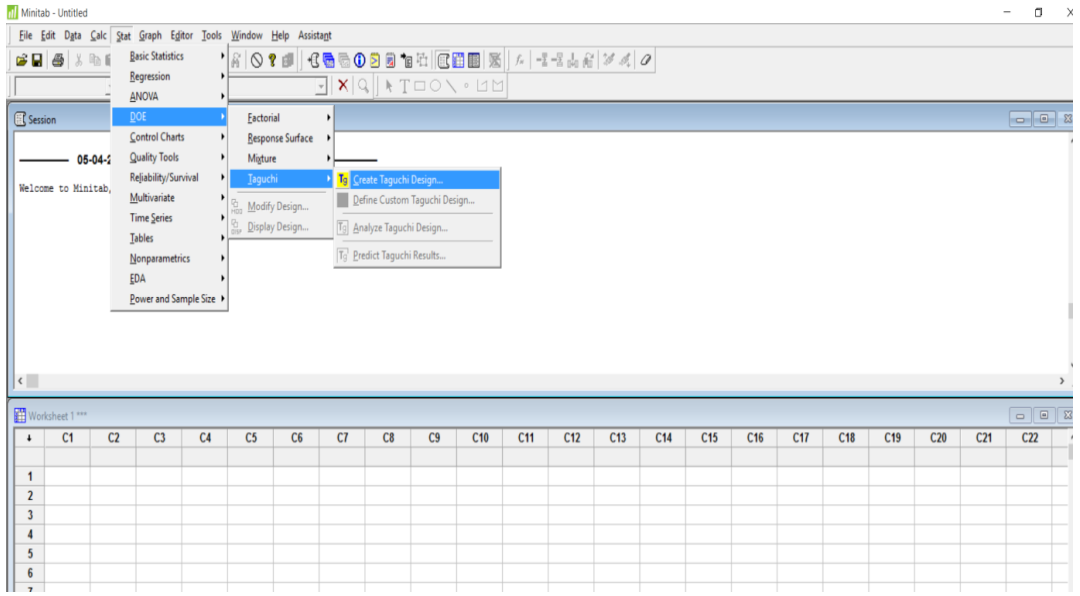 Minitab - Untitled
File Edit Data Calc Stat Graph Editor Tools Window Help Assistant
Basic Statistics
Regression
ANOVA
DOE
Control Charts
Quality Tools
Reliability/Survival
Multivariate
Time Series
Tables
Nonparametrics
EDA
Power and Sample Size
Factorial
Response Surface
Mixture
Taguchi
Modify Design...
Display Design...
Create Taguchi Design...
Define Custom Taguchi Design...
Analyze Taguchi Design...
Predict Taguchi Results...
Session
05-04-2
Welcome to Minitab,
Worksheet 1 ***
C1 C2 C3 C4 C5 C6 C7 C8 C9 C10 C11 C12 C13 C14 C15 C16 C17 C18 C19 C20 C21 C22
1
2
3
4
5
6
7